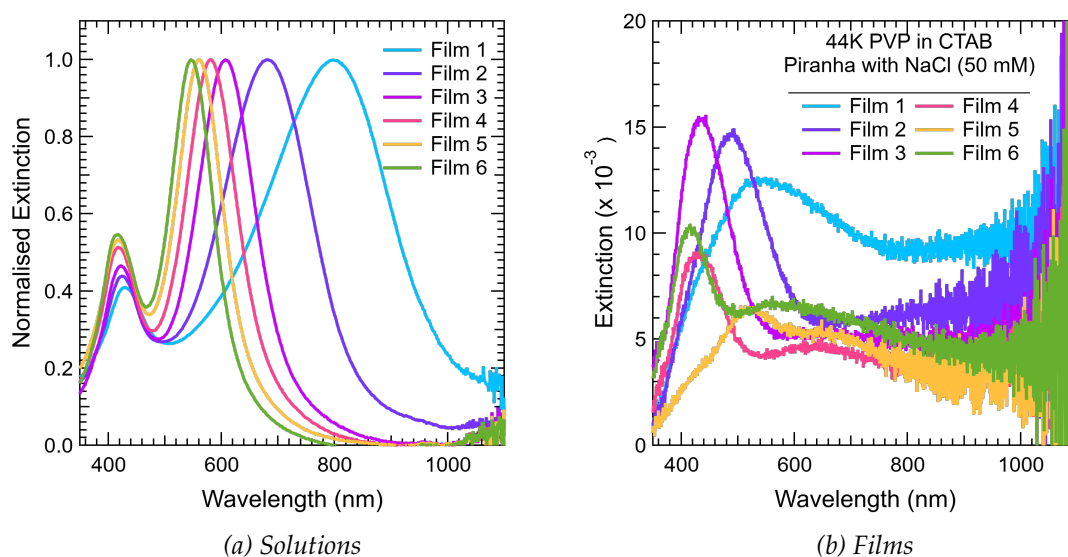 Normalised Extinction
1.0
0.8
0.6
0.4
0.2
0.0
400 600 800 1000
Wavelength (nm)
Film 1
Film 2
Film 3
Film 4
Film 5
Film 6
(a) Solutions
Extinction (x 10⁻³)
20
15
10
5
0
400 600 800 1000
Wavelength (nm)
44K PVP in CTAB
Piranha with NaCl (50 mM)
Film 1 Film 4
Film 2 Film 5
Film 3 Film 6
(b) Films